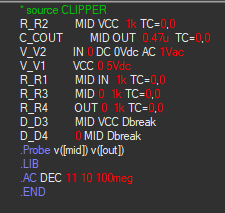 * source CLIPPER
R_R2 MID VCC 1k TC=0,0
C_COUT MID OUT 0.47u TC=0,0
V_V2 IN 0 DC 0Vdc AC 1Vac
V_V1 VCC 0 5Vdc
R_R1 MID IN 1k TC=0,0
R_R3 MID 0 1k TC=0,0
R_R4 OUT 0 1k TC=0,0
D_D3 MID VCC Dbreak
D_D4 0 MID Dbreak
.Probe v([mid]) v([out])
.LIB
.AC DEC 11 10 100meg
.END